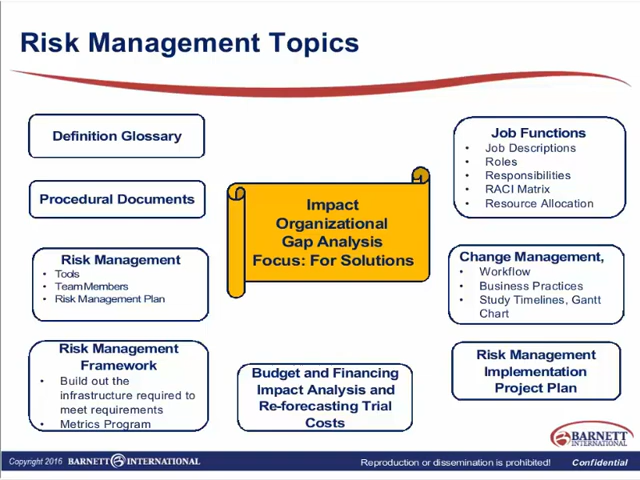 Risk Management Topics
Definition Glossary
Procedural Documents
Risk Management
• Tools
• Team Members
• Risk Management Plan
Risk Management
Framework
• Build out the
infrastructure required to
meet requirements
• Metrics Program
Impact
Organizational
Gap Analysis
Focus: For Solutions
Budget and Financing
Impact Analysis and
Re-forecasting Trial
Costs
Job Functions
• Job Descriptions
• Roles
• Responsibilities
• RACI Matrix
• Resource Allocation
Change Management,
• Workflow
• Business Practices
• Study Timelines, Gantt
Chart
Risk Management
Implementation
Project Plan
BARNETT
INTERNATIONAL
Copyright 2016 BARNETT INTERNATIONAL
Reproduction or dissemination is prohibited! Confidential